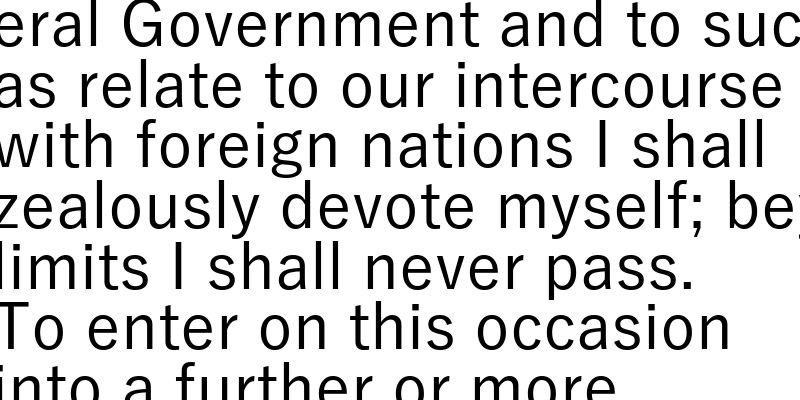 eral Government and to suc
as relate to our intercourse
with foreign nations I shall
zealously devote myself; bey
limits I shall never pass.
To enter on this occasion
into a further or more